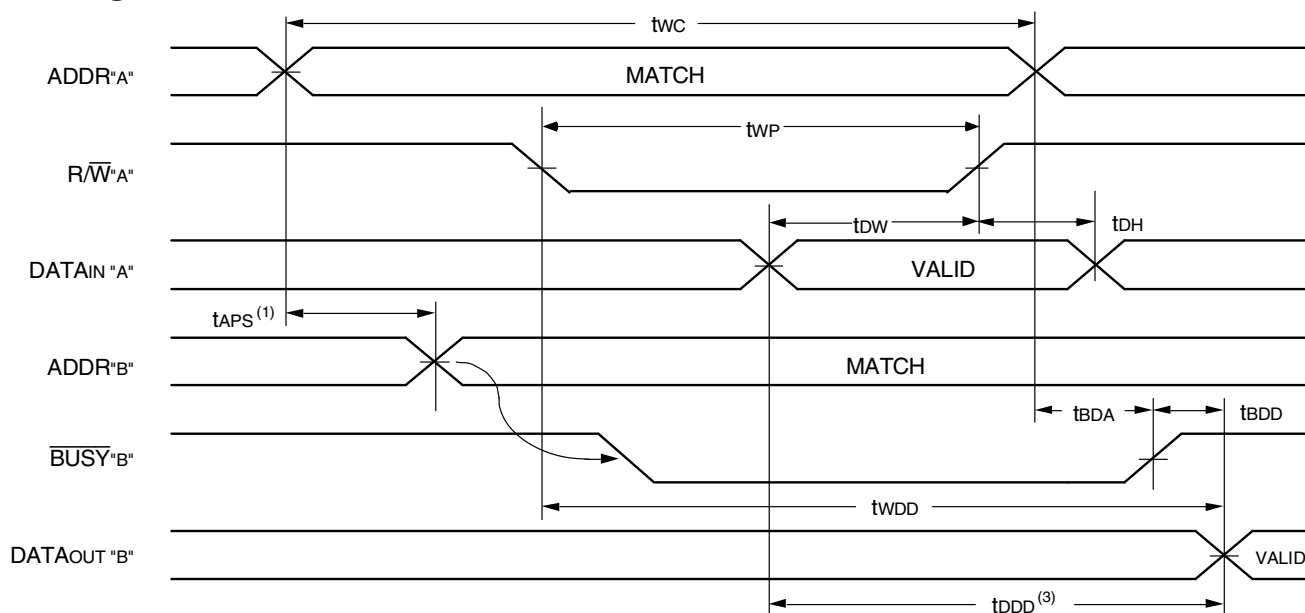 tWC
ADDR"A"
MATCH
tWP
R/W̅"A"
tDW
tDH
DATAIN "A"
VALID
tAPS (1)
ADDR"B"
MATCH
tBDA
tBDD
B̅U̅S̅Y̅"B"
tWDD
DATAOUT "B"
VALID
tDDD (3)